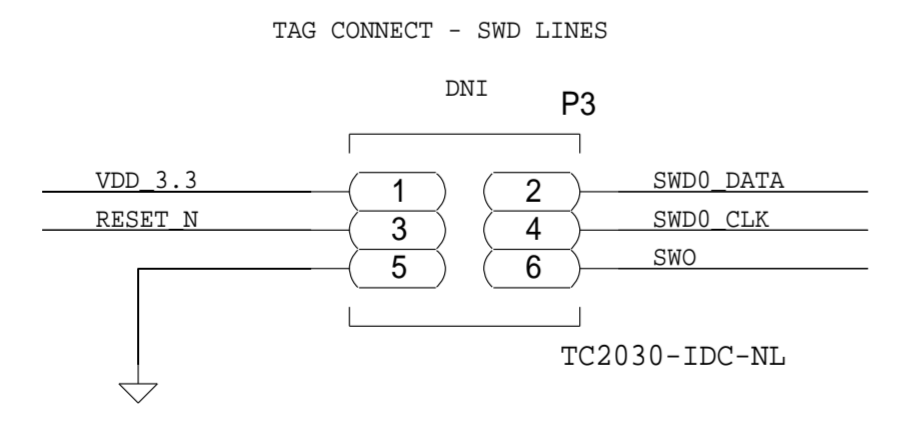 TAG CONNECT - SWD LINES
DNI
P3
VDD_3.3 1 2 SWD0_DATA
RESET_N 3 4 SWD0_CLK
5 6 SWO
TC2030-IDC-NL